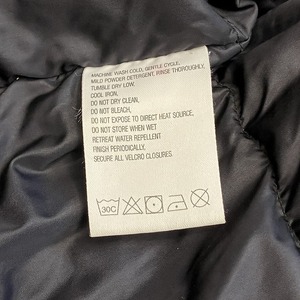 MACHINE WASH COLD, GENTLE CYCLE,
MILD POWDER DETERGENT, RINSE THOROUGHLY,
TUMBLE DRY LOW.
COOL IRON.
DO NOT DRY CLEAN,
DO NOT BLEACH,
DO NOT EXPOSE TO DIRECT HEAT SOURCE,
DO NOT STORE WHEN WET
RETREAT WATER REPELLENT
FINISH PERIODICALLY,
SECURE ALL VELCRO CLOSURES.
30C